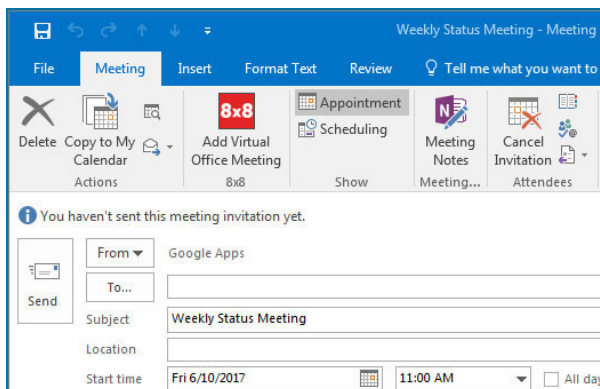 Weekly Status Meeting - Meeting
File Meeting Insert Format Text Review Tell me what you want to
Delete Copy to My Calendar
8x8
Add Virtual Office Meeting
Appointment
Scheduling
Meeting Notes
Cancel Invitation
Actions 8x8 Show Meeting... Attendees
You haven't sent this meeting invitation yet.
Send
From Google Apps
To...
Subject Weekly Status Meeting
Location
Start time Fri 6/10/2017 11:00 AM All day